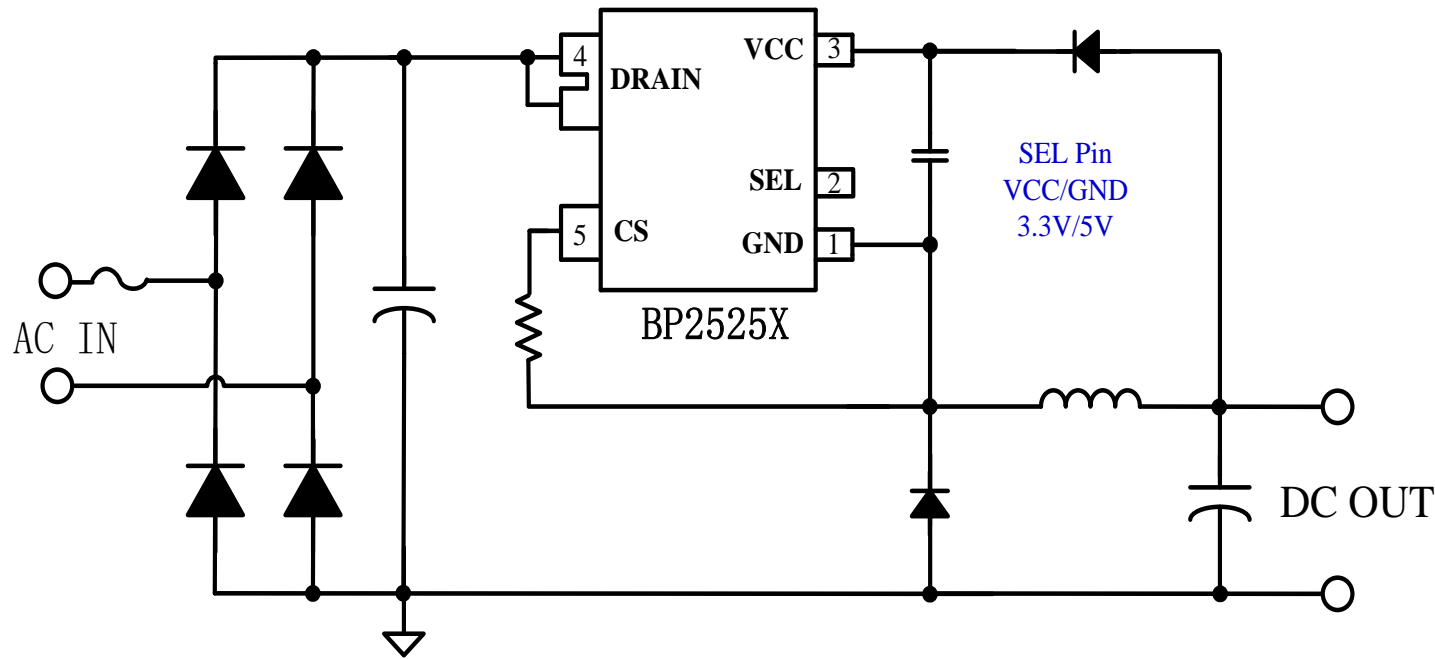 VCC 3
4
DRAIN
SEL Pin
VCC/GND
3.3V/5V
SEL 2
5 CS
GND 1
BP2525X
AC IN
DC OUT